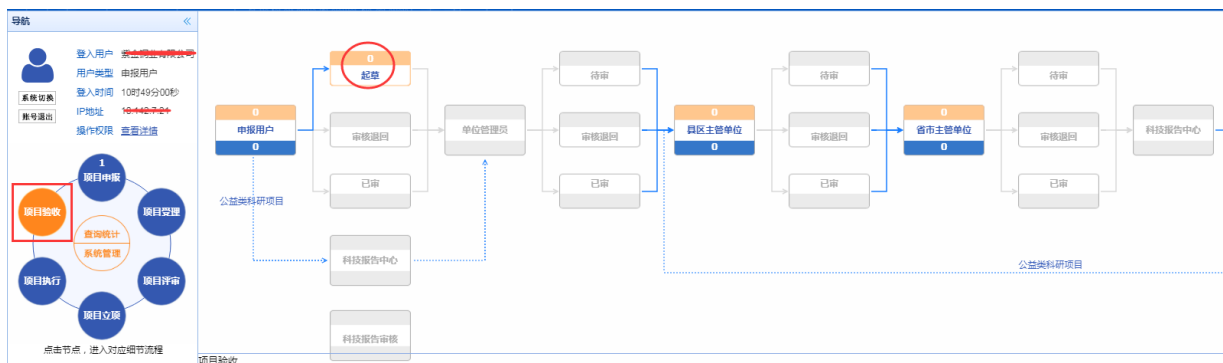 导航
登入用户
用户类型 申报用户
登入时间 10时49分00秒
IP地址
操作权限 查看详情
系统切换
账号退出
1
项目申报
项目验收
项目受理
查询统计
系统管理
项目执行
项目评审
项目立项
点击节点，进入对应细节流程
0
申报用户
0
0
起草
审核退回
已审
公益类科研项目
科技报告中心
科技报告审核
单位管理员
待审
审核退回
已审
0
县区主管单位
0
待审
审核退回
已审
0
省市主管单位
0
待审
审核退回
已审
科技报告中心
公益类科研项目
项目验收